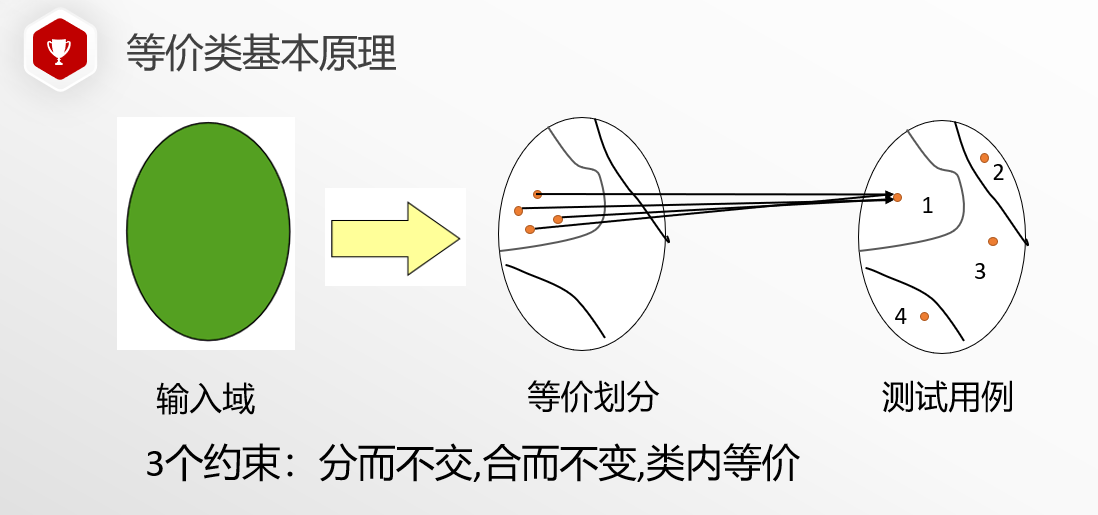 等价类基本原理
1
2
3
4
输入域
等价划分
测试用例
3个约束：分而不交,合而不变,类内等价